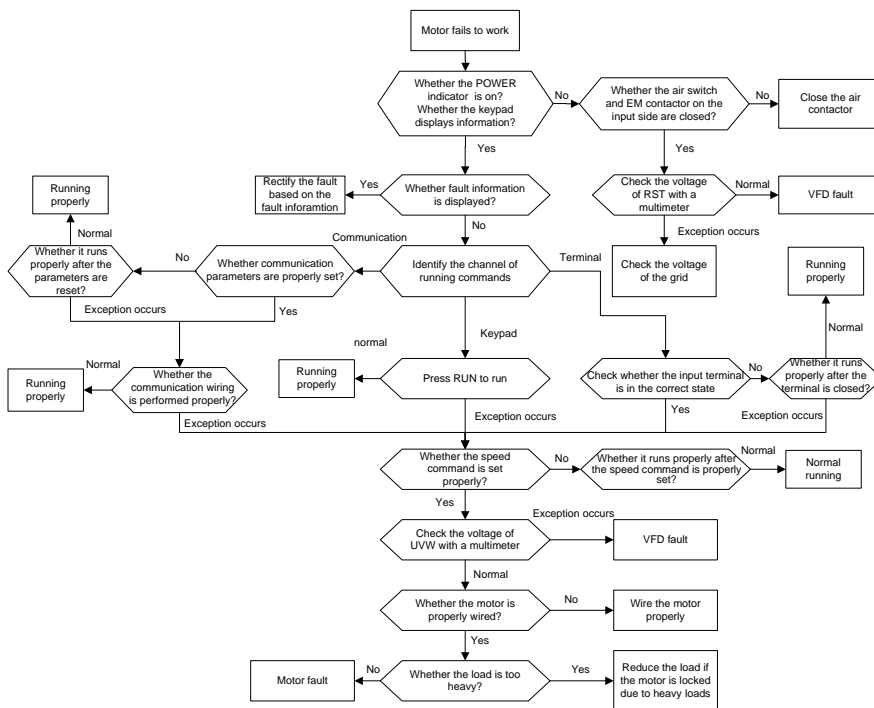 Motor fails to work
Whether the POWER
indicator is on?
Whether the keypad
displays information?
No
Whether the air switch
and EM contactor on the
input side are closed?
No
Close the air
contactor
Yes
Yes
Running
properly
Rectify the fault
based on the
fault inforamtion
Yes
Whether fault information
is displayed?
Check the voltage
of RST with a
multimeter
Normal
VFD fault
Normal
No
Exception occurs
Communication
Whether it runs
properly after the
parameters are
reset?
No
Whether communication
parameters are properly set?
Identify the channel of
running commands
Terminal
Check the voltage
of the grid
Running
properly
Exception occurs
Yes
Keypad
Normal
Running
properly
Normal
Whether the
communication wiring
is performed properly?
normal
Running
properly
Press RUN to run
Check whether the input terminal
is in the correct state
No
Whether it runs
properly after the
terminal is closed?
Exception occurs
Exception occurs
Yes
Exception occurs
Whether the
speed
command is set
properly?
No
Whether it runs properly after
the speed command is properly
set?
Normal
Normal
running
Yes
Exception occurs
Check the voltage of
UVW with a multimeter
VFD fault
Normal
Whether the motor is
properly wired?
No
Wire the motor
properly
Yes
Motor fault
No
Whether the load is too
heavy?
Yes
Reduce the load if
the motor is locked
due to heavy loads